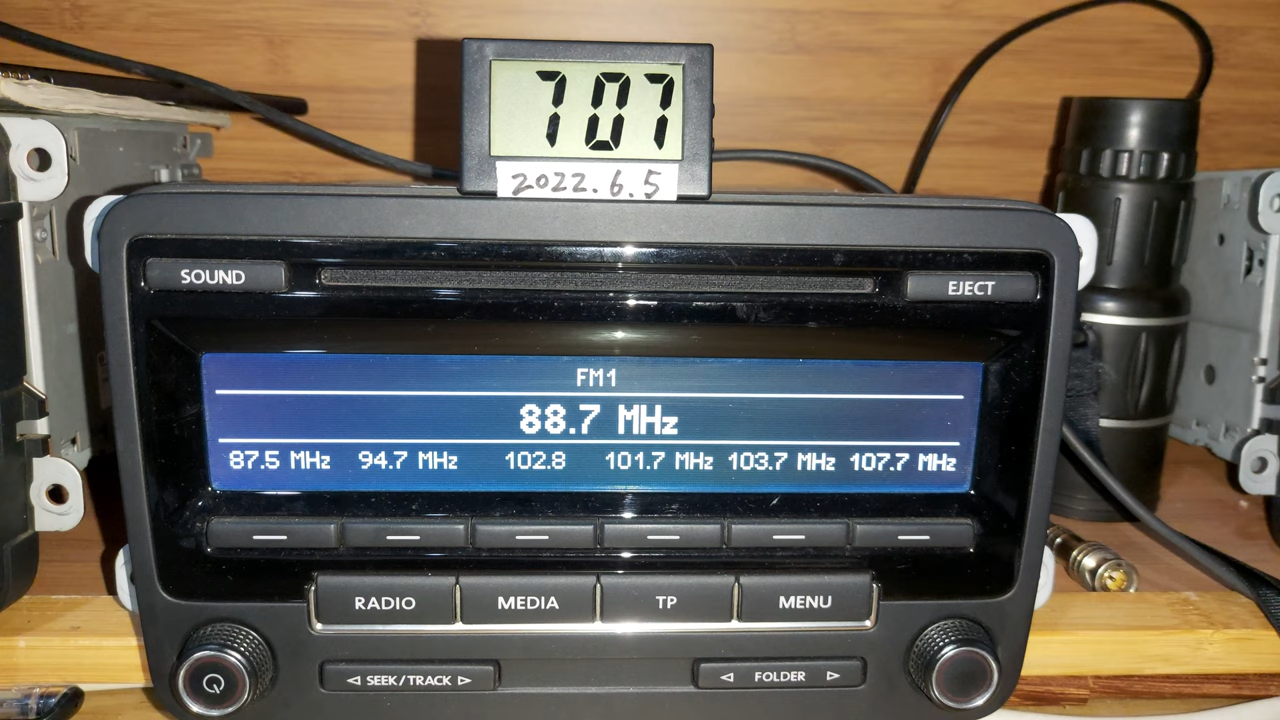 707
2022.6.5
SOUND
EJECT
FM1
88.7 MHz
87.5 MHz 94.7 MHz 102.8 101.7 MHz 103.7 MHz 107.7 MHz
RADIO MEDIA TP MENU
SEEK/TRACK FOLDER